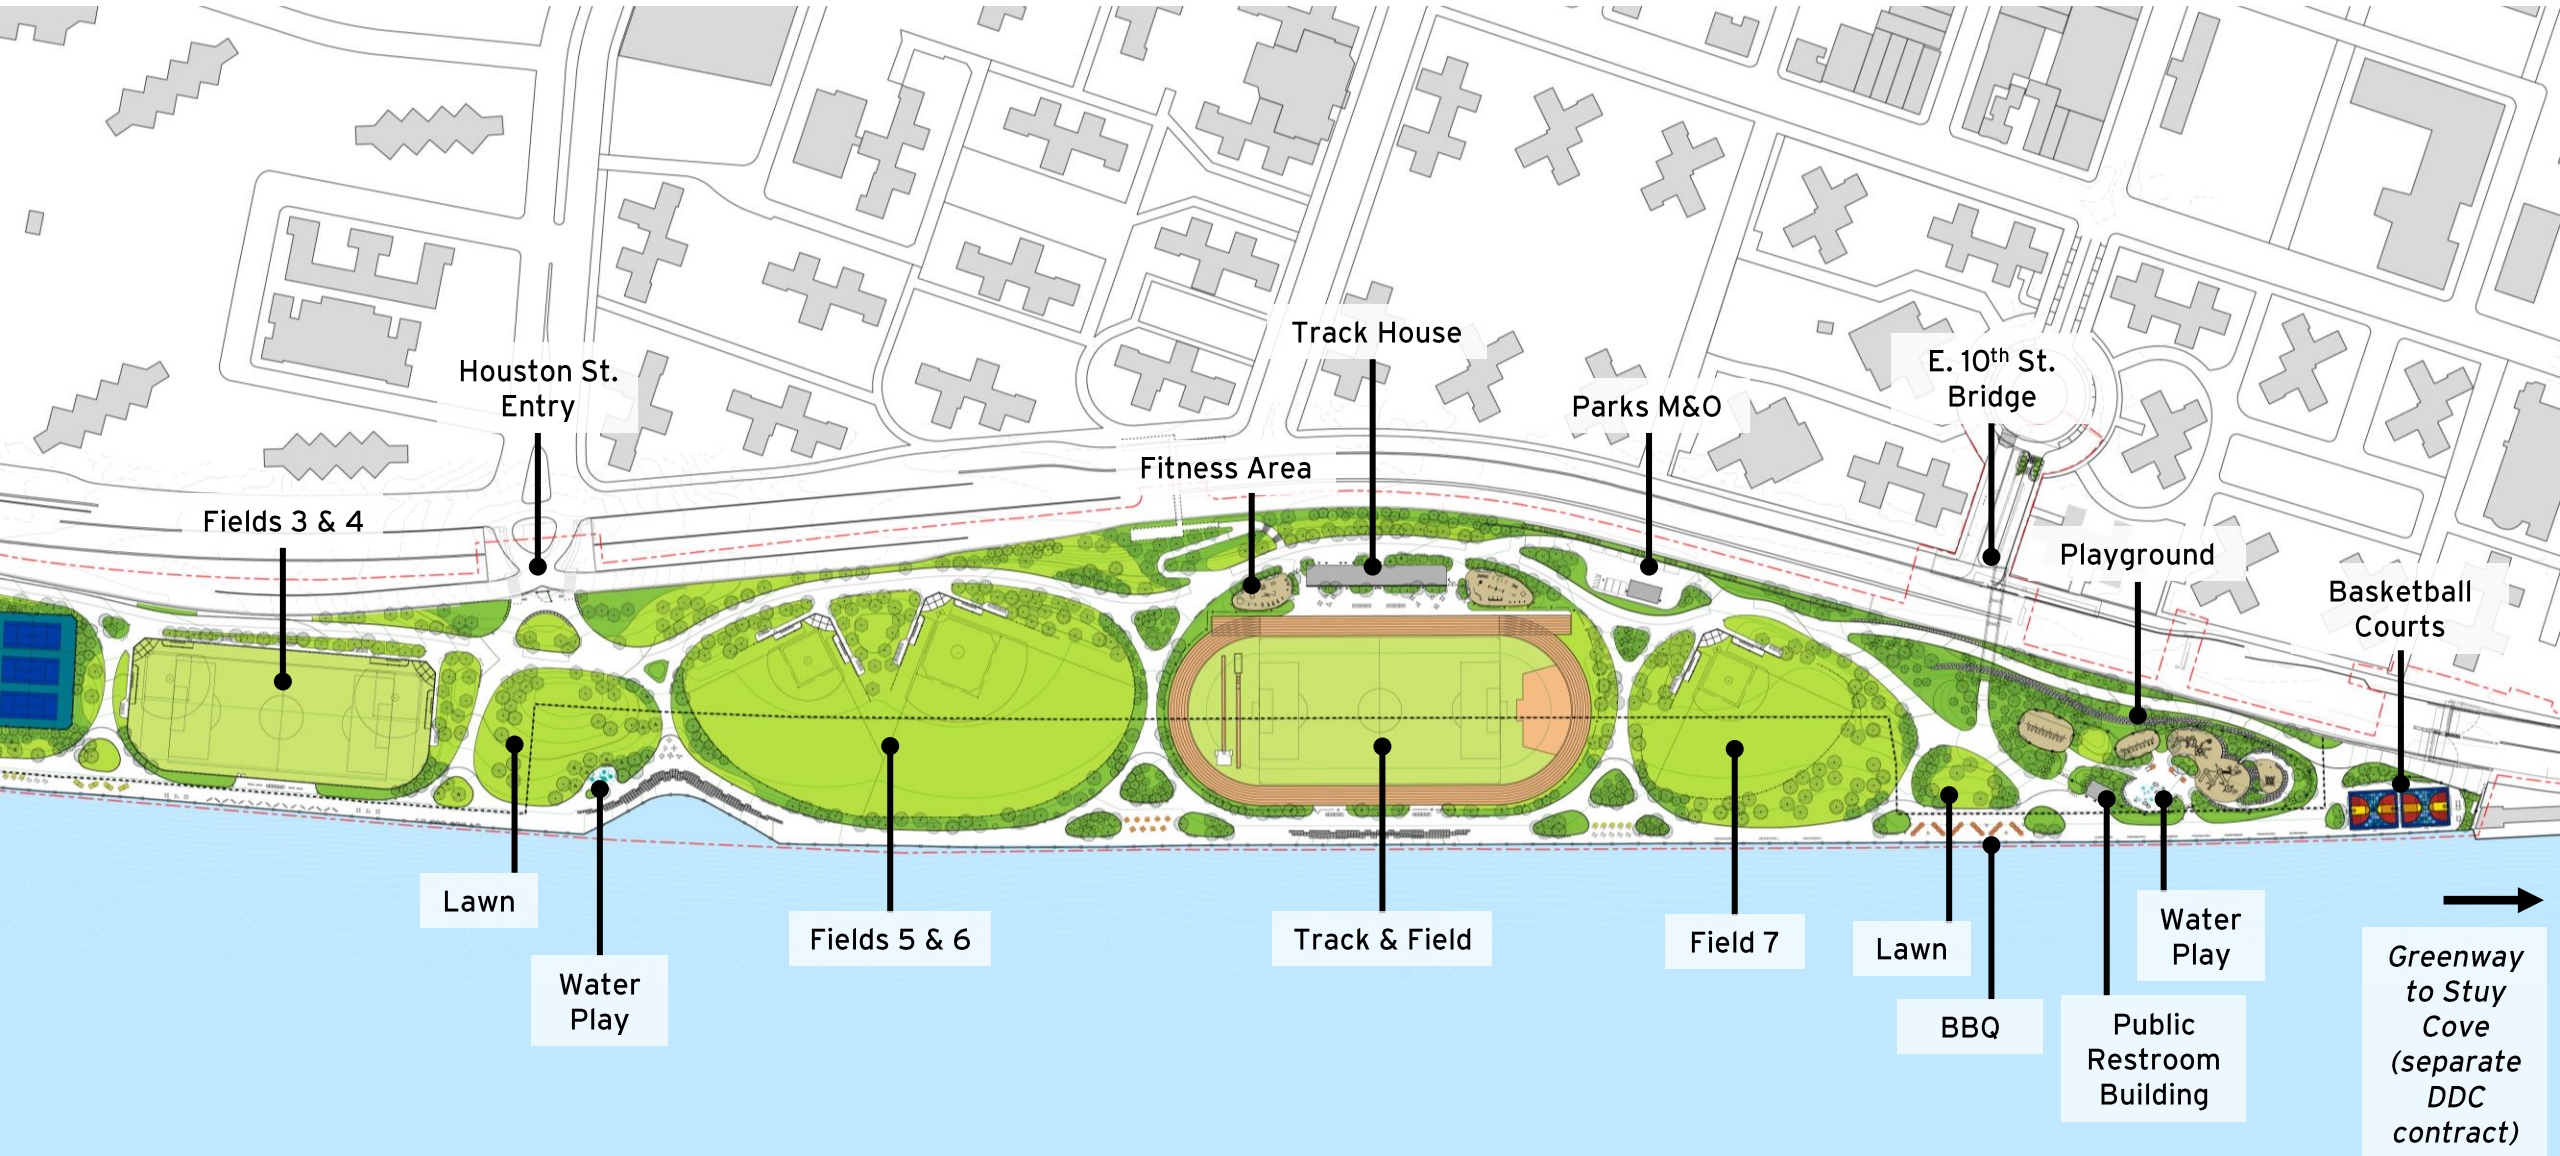 Track House
E. 10th St.
Bridge
Houston St.
Entry
Parks M&O
Fitness Area
Fields 3 & 4
Playground
Basketball
Courts
Lawn
Fields 5 & 6
Track & Field
Field 7
Lawn
Water
Play
Water
Play
BBQ
Public
Restroom
Building
Greenway
to Stuy
Cove
(separate
DDC
contract)